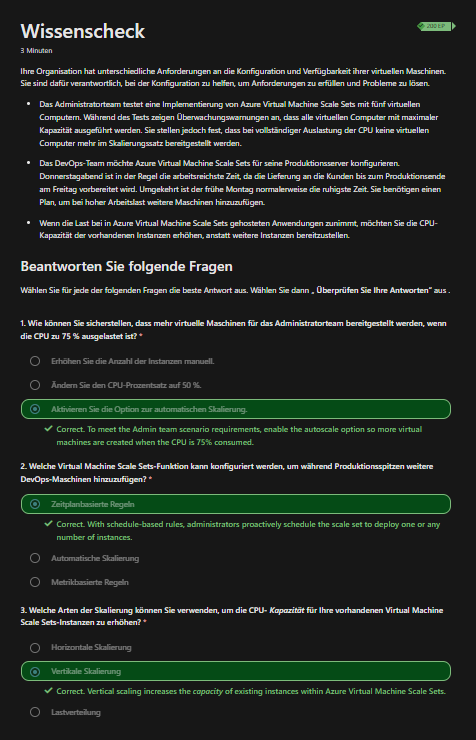 Wissenscheck
200 EP
3 Minuten
Ihre Organisation hat unterschiedliche Anforderungen an die Konfiguration und Verfügbarkeit ihrer virtuellen Maschinen.
Sie sind dafür verantwortlich, bei der Konfiguration zu helfen, um Anforderungen zu erfüllen und Probleme zu lösen.
• Das Administratorteam testet eine Implementierung von Azure Virtual Machine Scale Sets mit fünf virtuellen
Computern. Während des Tests zeigen Überwachungswarnungen an, dass alle virtuellen Computer mit maximaler
Kapazität ausgeführt werden. Sie stellen jedoch fest, dass bei vollständiger Auslastung der CPU keine virtuellen
Computer mehr im Skalierungssatz bereitgestellt werden.
• Das DevOps-Team möchte Azure Virtual Machine Scale Sets für seine Produktionsserver konfigurieren.
Donnerstagabend ist in der Regel die arbeitsreichste Zeit, da die Lieferung an die Kunden bis zum Produktionsende
am Freitag vorbereitet wird. Umgekehrt ist der frühe Montag normalerweise die ruhigste Zeit. Sie benötigen einen
Plan, um bei hoher Arbeitslast weitere Maschinen hinzuzufügen.
• Wenn die Last bei in Azure Virtual Machine Scale Sets gehosteten Anwendungen zunimmt, möchten Sie die CPU-
Kapazität der vorhandenen Instanzen erhöhen, anstatt weitere Instanzen bereitzustellen.
Beantworten Sie folgende Fragen
Wählen Sie für jede der folgenden Fragen die beste Antwort aus. Wählen Sie dann „ Überprüfen Sie Ihre Antworten“ aus .
1. Wie können Sie sicherstellen, dass mehr virtuelle Maschinen für das Administratorteam bereitgestellt werden, wenn
die CPU zu 75 % ausgelastet ist? *
Erhöhen Sie die Anzahl der Instanzen manuell.
Ändern Sie den CPU-Prozentsatz auf 50 %.
Aktivieren Sie die Option zur automatischen Skalierung.
Correct. To meet the Admin team scenario requirements, enable the autoscale option so more virtual
machines are created when the CPU is 75% consumed.
2. Welche Virtual Machine Scale Sets-Funktion kann konfiguriert werden, um während Produktionsspitzen weitere
DevOps-Maschinen hinzuzufügen? *
Zeitplanbasierte Regeln
Correct. With schedule-based rules, administrators proactively schedule the scale set to deploy one or any
number of instances.
Automatische Skalierung
Metrikbasierte Regeln
3. Welche Arten der Skalierung können Sie verwenden, um die CPU- Kapazität für Ihre vorhandenen Virtual Machine
Scale Sets-Instanzen zu erhöhen? *
Horizontale Skalierung
Vertikale Skalierung
Correct. Vertical scaling increases the capacity of existing instances within Azure Virtual Machine Scale Sets.
Lastverteilung